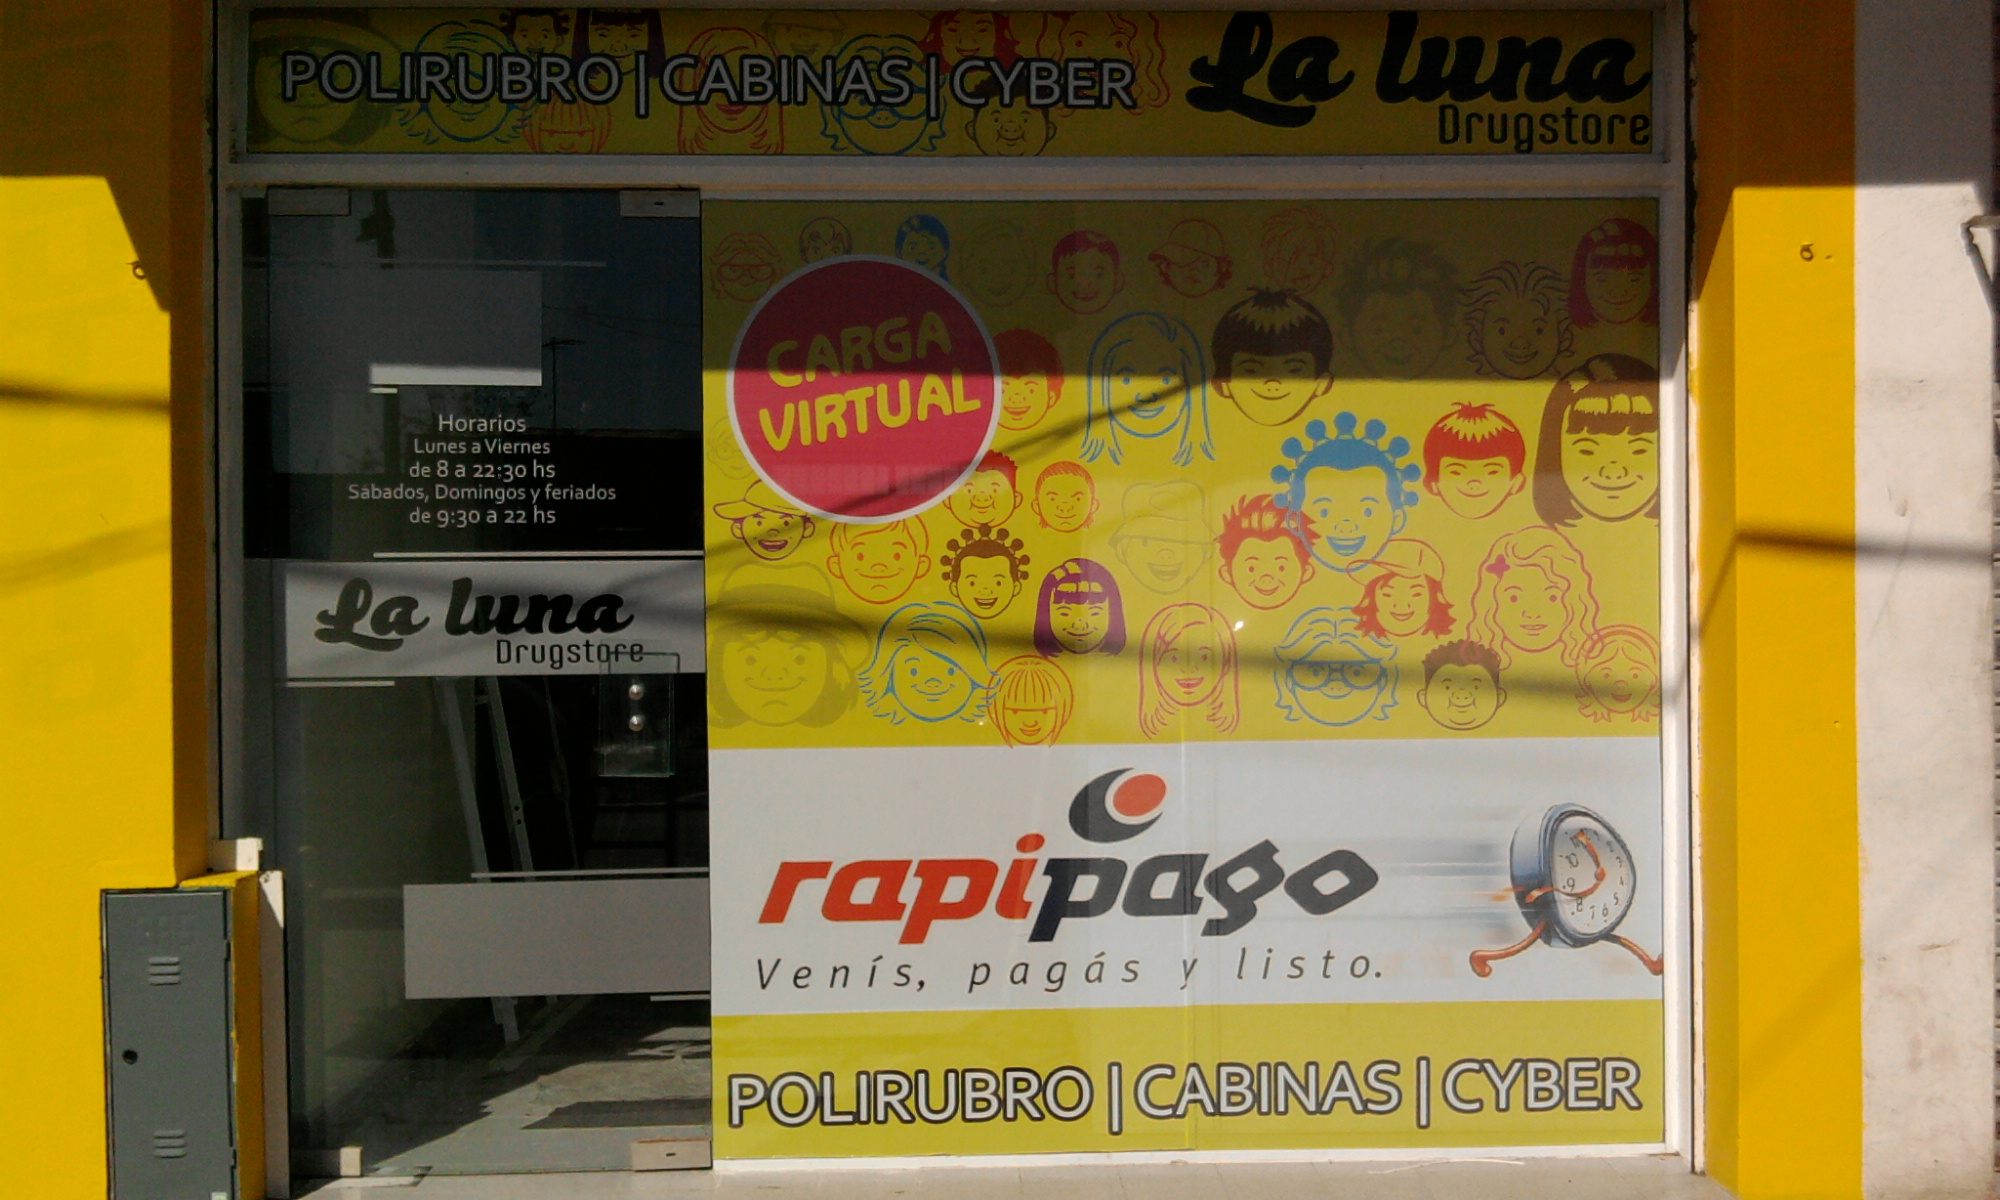 POLIRUBRO | CABINAS | CYBER
La luna
Drugstore
CARGA
VIRTUAL
Horarios
Lunes a Viernes
de 8 a 22:30 hs
Sábados, Domingos y feriados
de 9:30 a 22 hs
La luna
Drugstore
rapipago
Venís, pagás y listo.
POLIRUBRO | CABINAS | CYBER